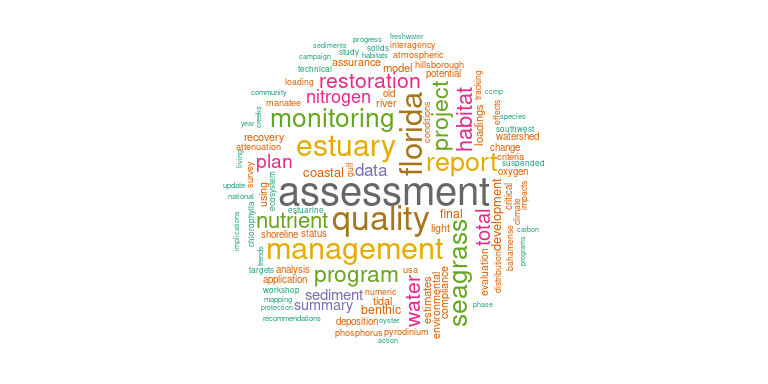 freshwater
progress
sediments
interagency
study
solids
habitats
campaign
atmospheric
assurance
model
hillsborough
technical
potential
restoration
loading
tracking
community
nitrogen
old
manatee
river
ccmp
creeks
year
monitoring
florida
conditions
project
habitat
loadings
effects
species
southwest
watershed
recovery
attenuation
estuary
change
criteria
living
plan
data
report
suspended
oxygen
survey
coastal
gulf
update
national
using
ecosystem
assessment
critical
impacts
chlorophylla
estuarine
quality
final
total
development
climate
nutrient
light
seagrass
carbon
implications
shoreline
status
bahamense
programs
trends
management
targets
analysis
program
usa
application
water
estimates
environmental
compliance
evaluation
distribution
workshop
sediment
numeric
mapping
summary
tidal
protection
benthic
phase
recommendations
deposition
oyster
phosphorus
pyrodinium
action